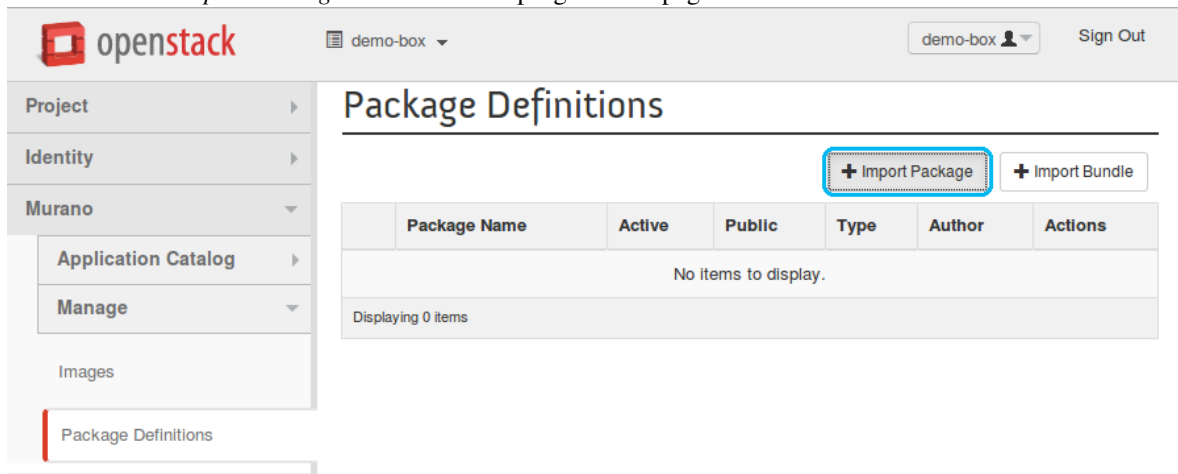 openstack
demo-box
demo-box
Sign Out
Project
Identity
Murano
Application Catalog
Manage
Images
Package Definitions
Package Definitions
Import Package
Import Bundle
Package Name Active Public Type Author Actions
No items to display.
Displaying 0 items